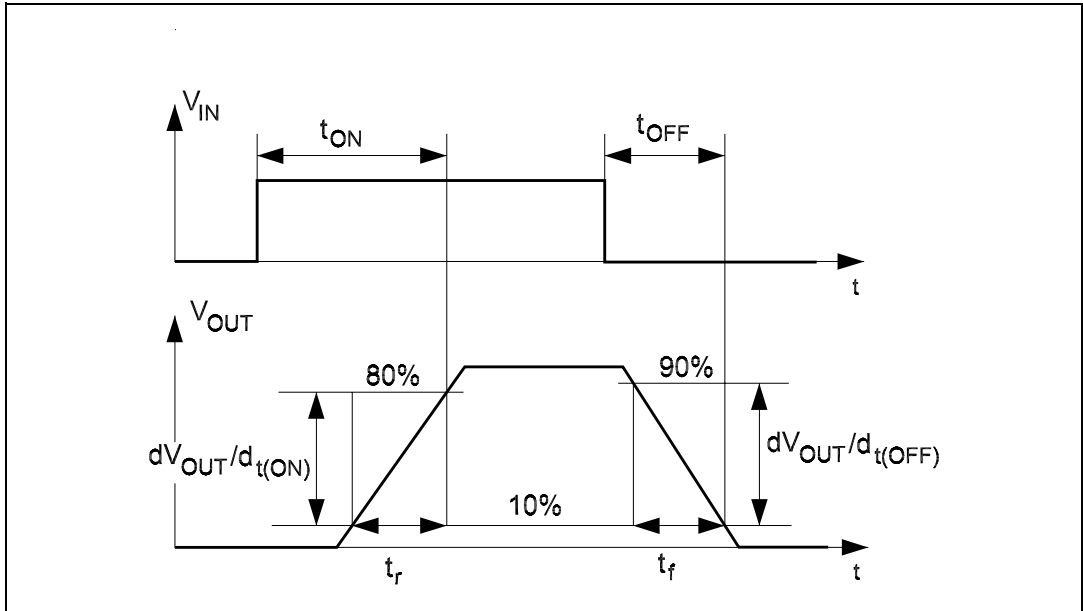 V_IN
t_ON
t_OFF
t
V_OUT
80%
90%
dV_OUT/d_t(ON)
dV_OUT/d_t(OFF)
10%
t_r
t_f
t